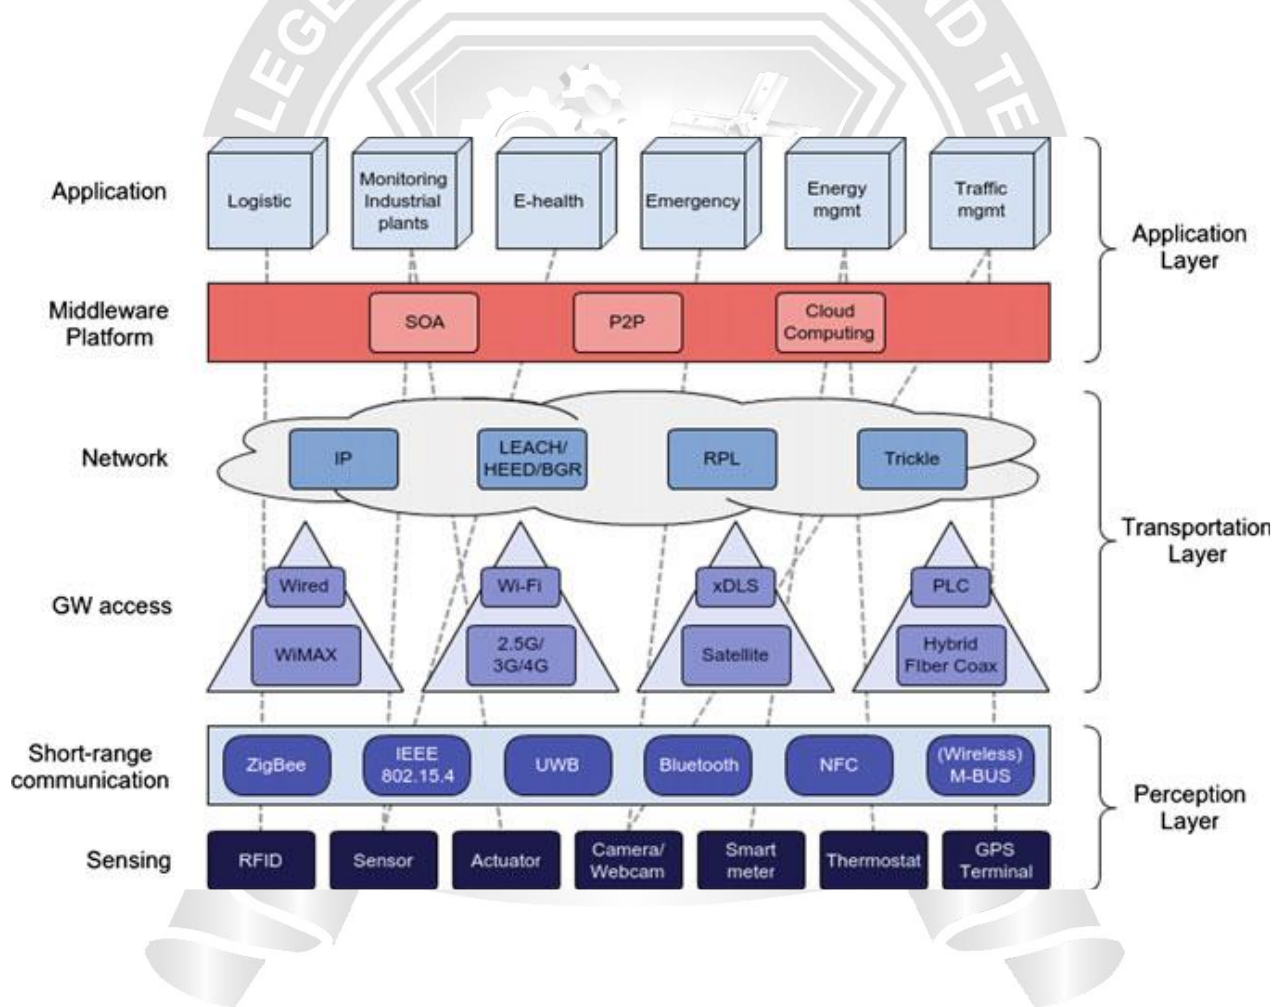 LEGE
ND TE
Application
Logistic
Monitoring
Industrial
plants
E-health
Emergency
Energy
mgmt
Traffic
mgmt
Application
Layer
Middleware
Platform
SOA
P2P
Cloud
Computing
Network
IP
LEACH/
HEED/BGR
RPL
Trickle
Transportation
Layer
GW access
Wired
WiMAX
Wi-Fi
2.5G/
3G/4G
xDLS
Satellite
PLC
Hybrid
FIber Coax
Short-range
communication
ZigBee
IEEE
802.15.4
UWB
Bluetooth
NFC
(Wireless)
M-BUS
Perception
Layer
Sensing
RFID
Sensor
Actuator
Camera/
Webcam
Smart
meter
Thermostat
GPS
Terminal